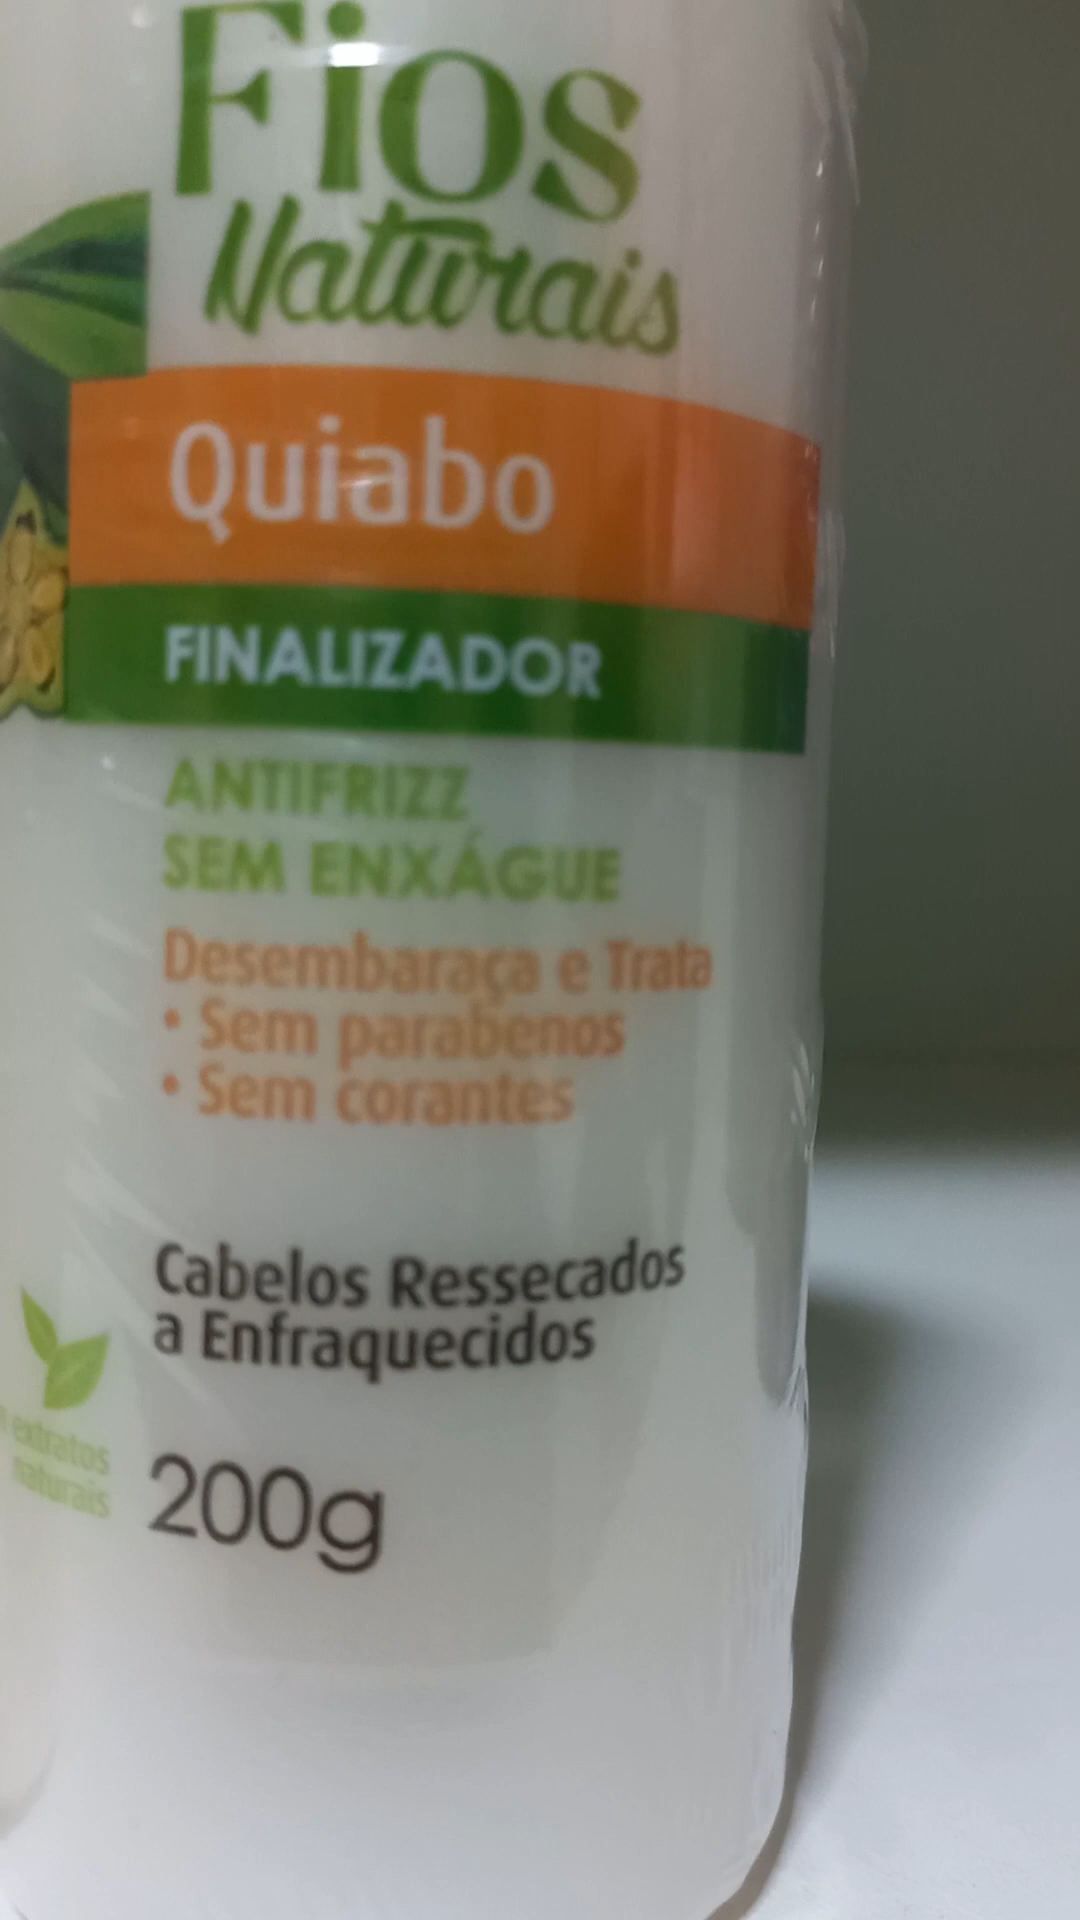 Fios
Naturais
Quiabo
FINALIZADOR
ANTIFRIZZ
SEM ENXÁGUE
Desembaraça e Trata
• Sem parabenos
• Sem corantes
Cabelos Ressecados
a Enfraquecidos
extratos
naturais
200g